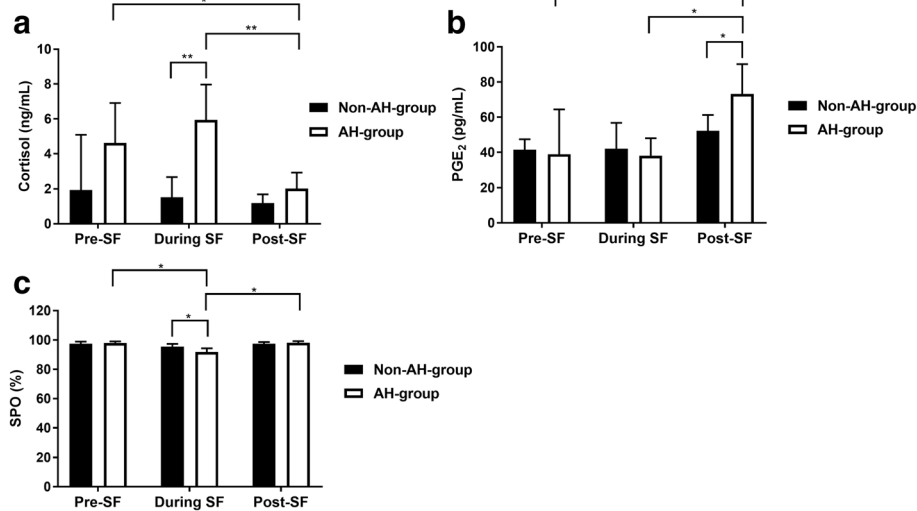 a
*
**
**
Cortisol (ng/mL)
10
8
6
4
2
0
Pre-SF During SF Post-SF
Non-AH-group
AH-group
b
*
*
*
PGE₂ (pg/mL)
100
80
60
40
20
0
Pre-SF During SF Post-SF
Non-AH-group
AH-group
c
*
*
*
SPO (%)
120
100
80
60
40
20
0
Pre-SF During SF Post-SF
Non-AH-group
AH-group